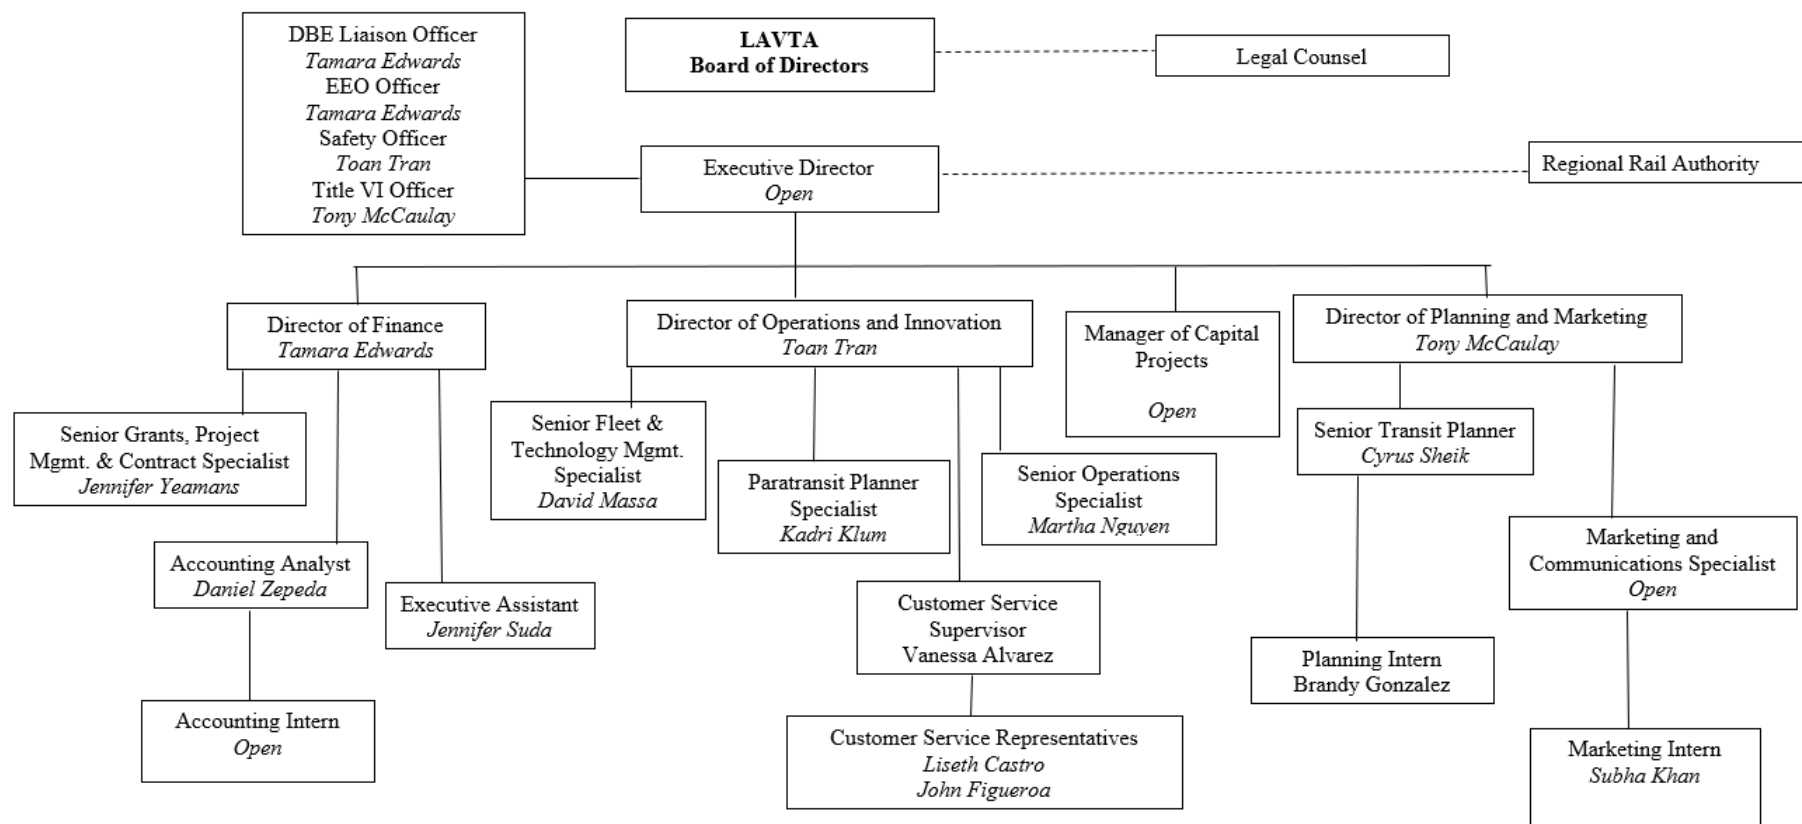 DBE Liaison Officer
Tamara Edwards
EEO Officer
Tamara Edwards
Safety Officer
Toan Tran
Title VI Officer
Tony McCaulay
LAVTA
Board of Directors
Legal Counsel
Executive Director
Open
Regional Rail Authority
Director of Finance
Tamara Edwards
Director of Operations and Innovation
Toan Tran
Manager of Capital
Projects
Open
Director of Planning and Marketing
Tony McCaulay
Senior Grants, Project
Mgmt. & Contract Specialist
Jennifer Yeamans
Accounting Analyst
Daniel Zepeda
Executive Assistant
Jennifer Suda
Accounting Intern
Open
Senior Fleet &
Technology Mgmt.
Specialist
David Massa
Paratransit Planner
Specialist
Kadri Klum
Senior Operations
Specialist
Martha Nguyen
Customer Service
Supervisor
Vanessa Alvarez
Customer Service Representatives
Liseth Castro
John Figueroa
Senior Transit Planner
Cyrus Sheik
Planning Intern
Brandy Gonzalez
Marketing and
Communications Specialist
Open
Marketing Intern
Subha Khan